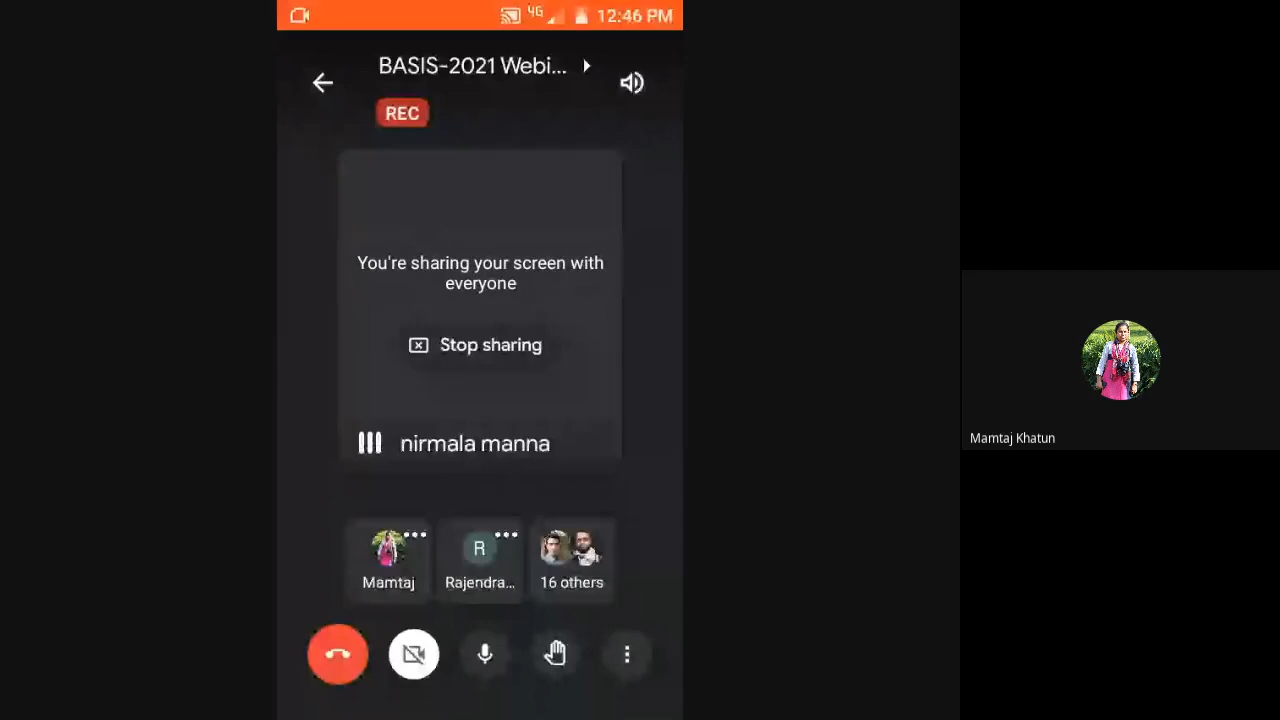 4G 12:46 PM
BASIS-2021 Webi...
REC
You're sharing your screen with
everyone
Stop sharing
nirmala manna
R
Mamtaj Rajendra... 16 others
Mamtaj Khatun